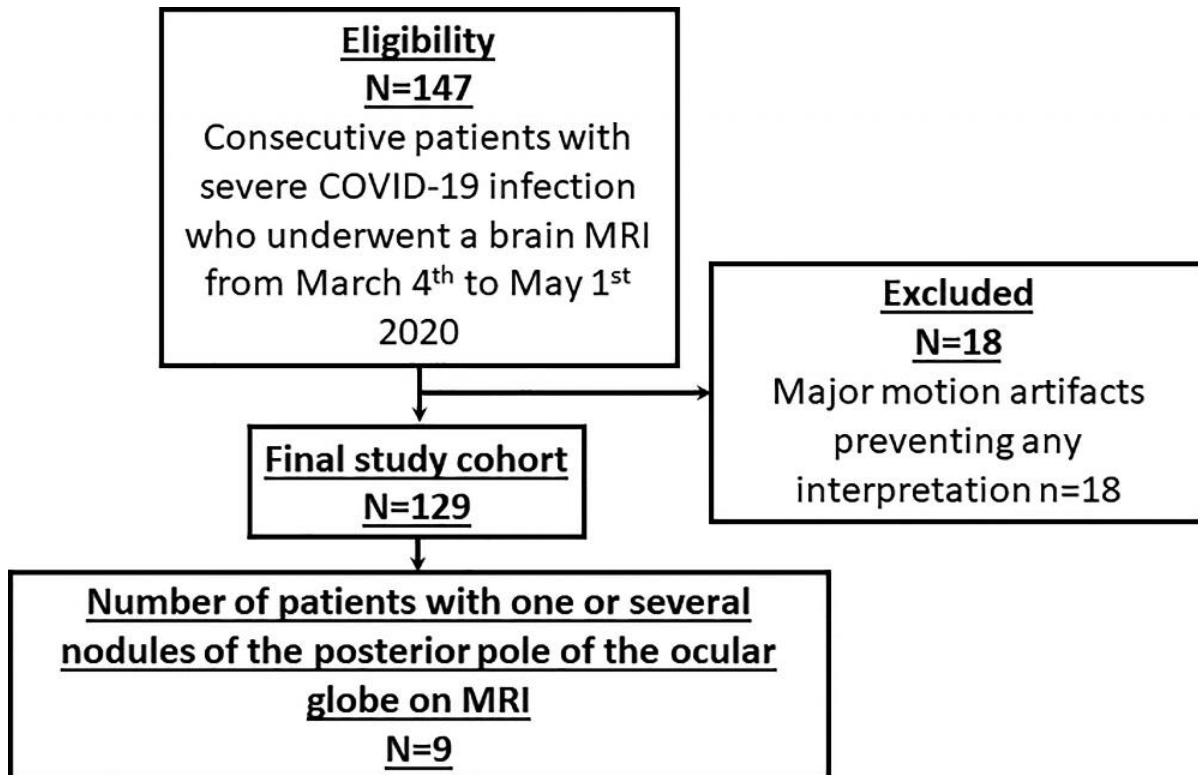 Eligibility
N=147
Consecutive patients with
severe COVID-19 infection
who underwent a brain MRI
from March 4th to May 1st
2020
Excluded
N=18
Major motion artifacts
preventing any
interpretation n=18
Final study cohort
N=129
Number of patients with one or several
nodules of the posterior pole of the ocular
globe on MRI
N=9